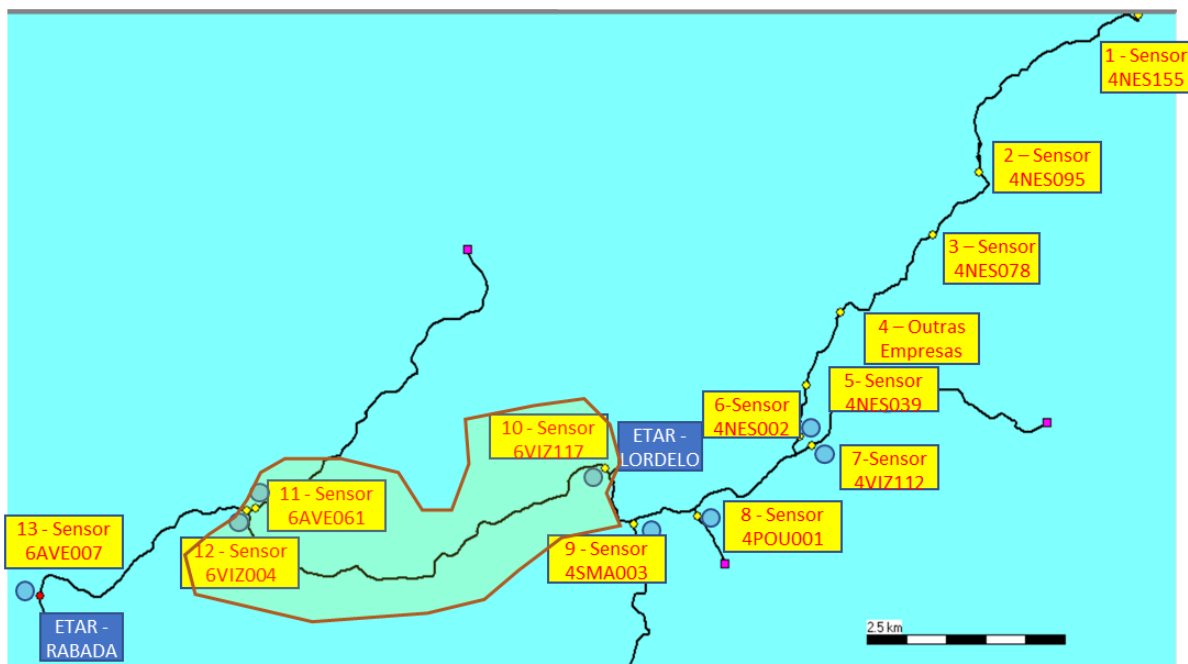 1 - Sensor
4NES155
2 – Sensor
4NES095
3 – Sensor
4NES078
4 – Outras
Empresas
5- Sensor
4NES039
6-Sensor
4NES002
7-Sensor
4VIZ112
10 - Sensor
6VIZ117
ETAR -
LORDELO
11 - Sensor
6AVE061
8 - Sensor
4POU001
13 - Sensor
6AVE007
12 - Sensor
6VIZ004
9 - Sensor
4SMA003
ETAR -
RABADA
2.5 km